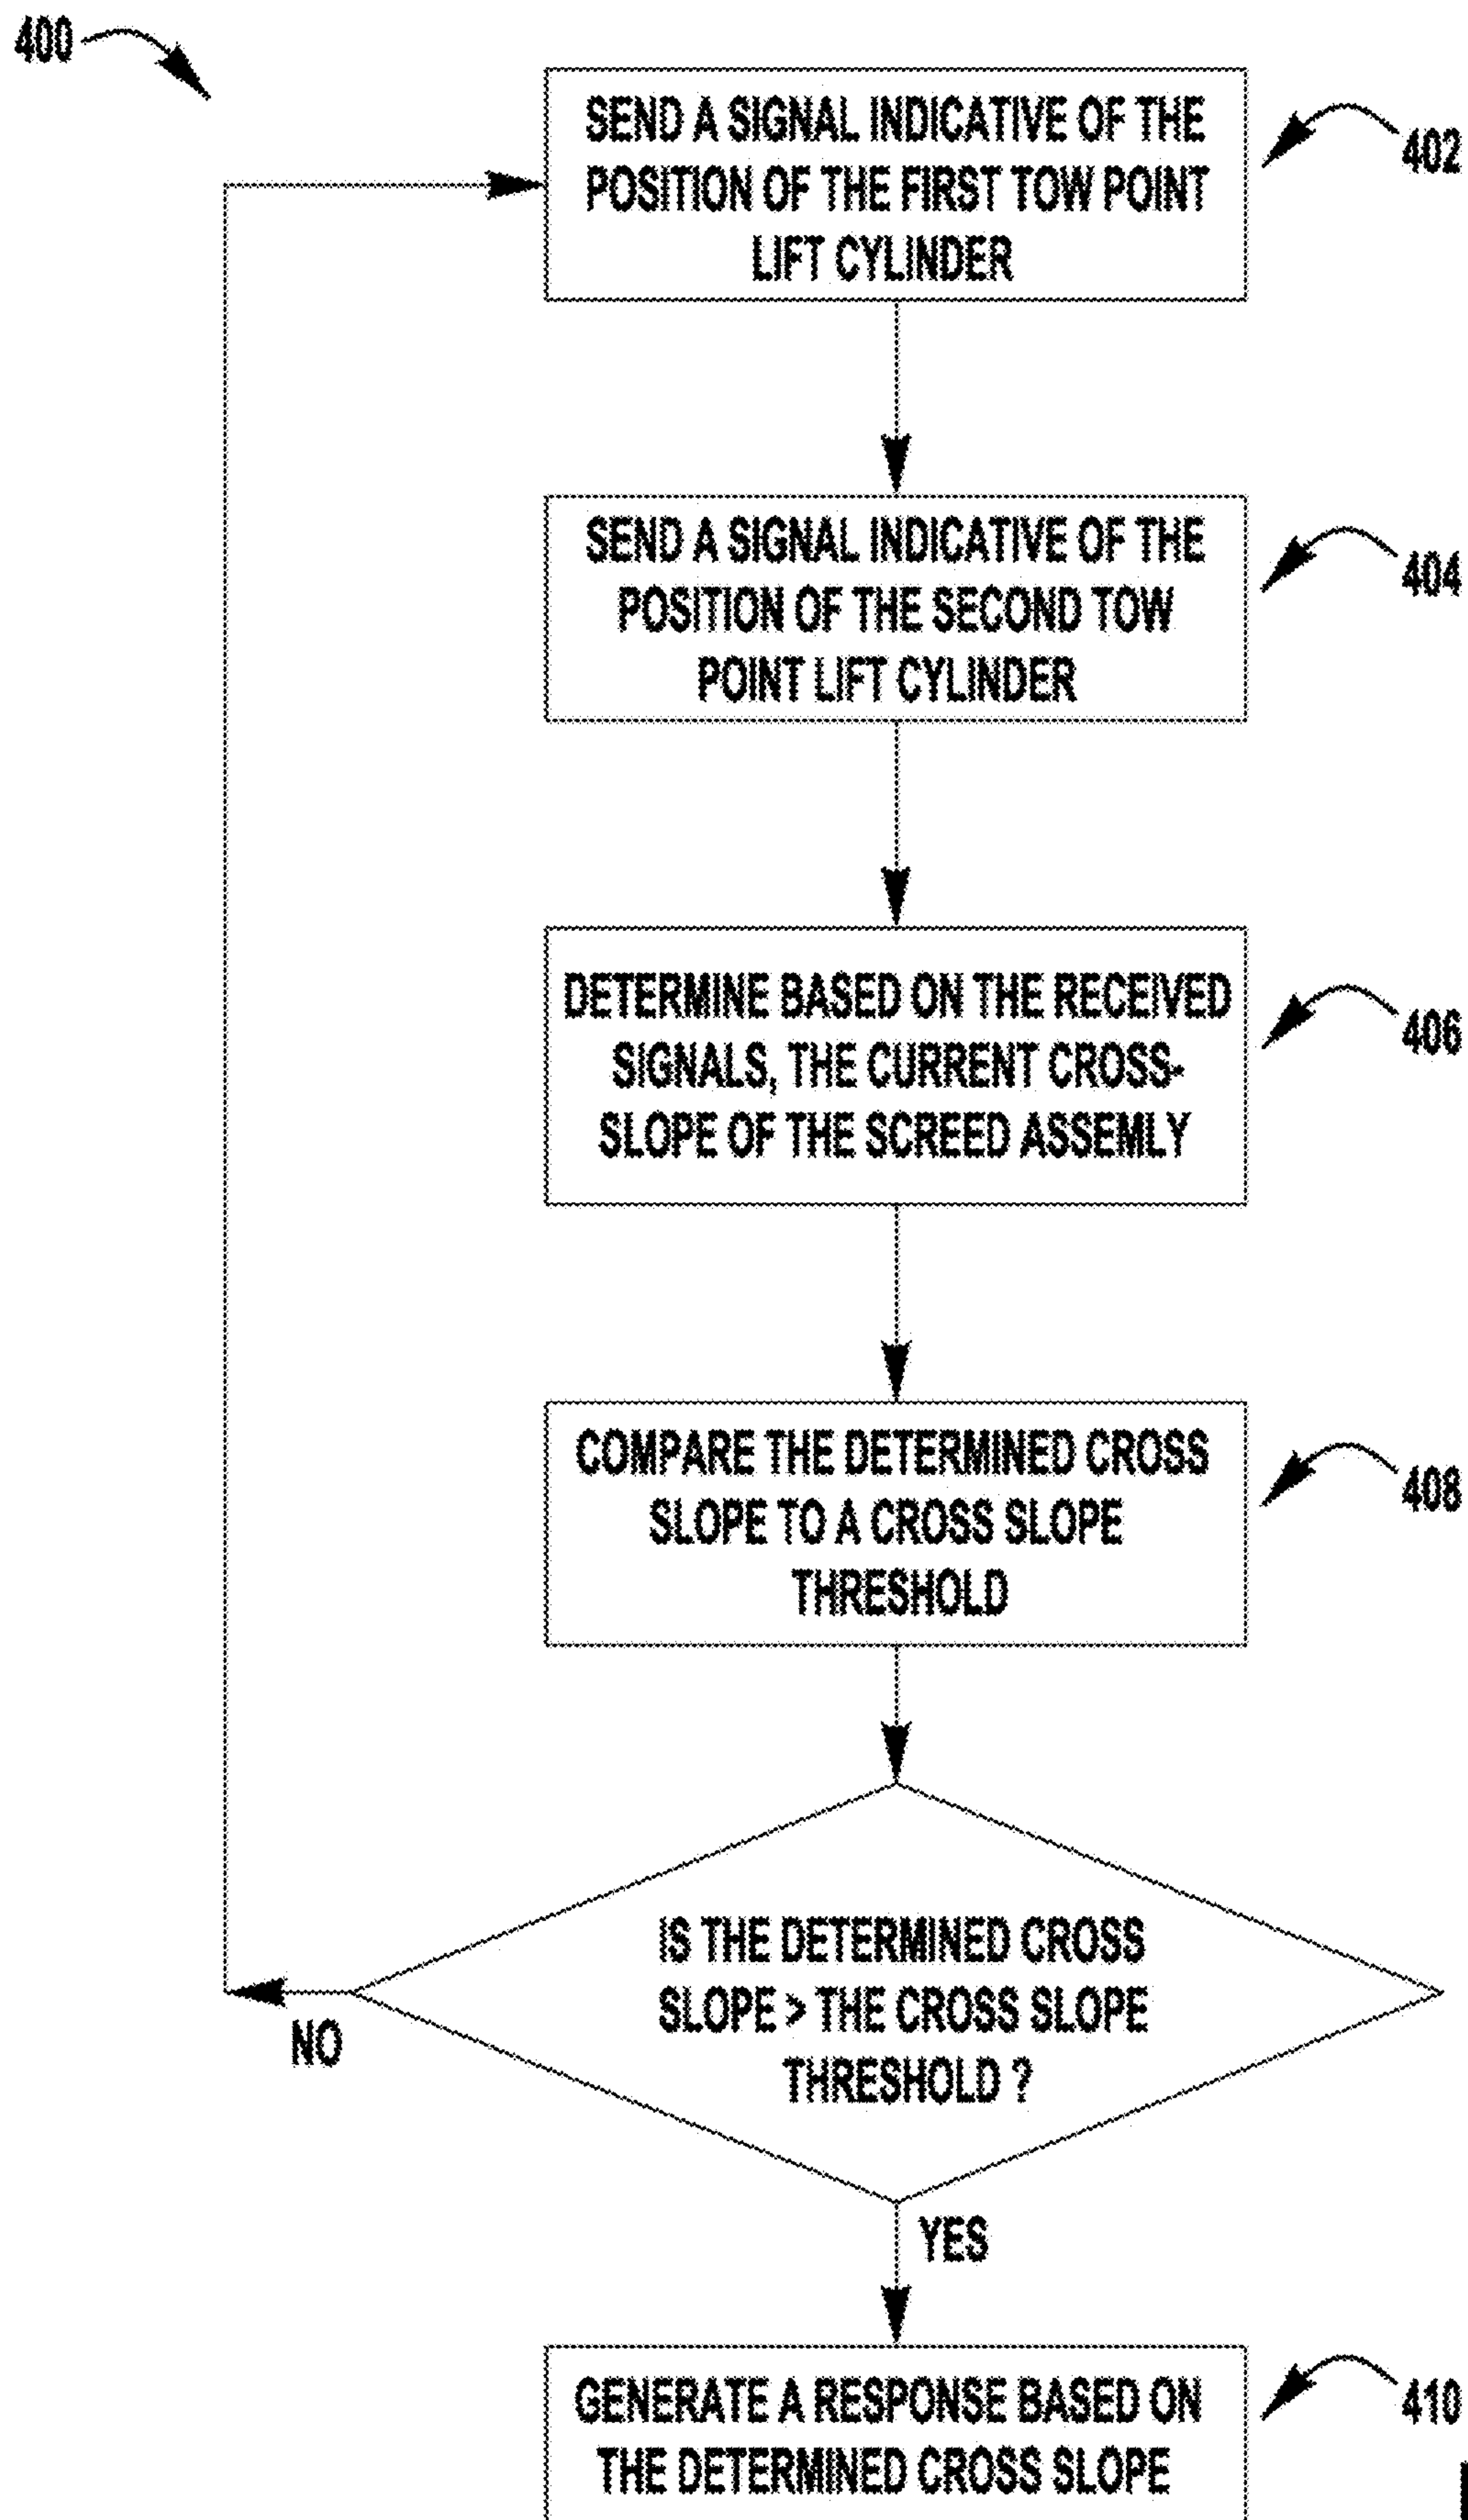 400
SEND A SIGNAL INDICATIVE OF THE
POSITION OF THE FIRST TOW POINT
LIFT CYLINDER
402
SEND A SIGNAL INDICATIVE OF THE
POSITION OF THE SECOND TOW
POINT LIFT CYLINDER
404
DETERMINE BASED ON THE RECEIVED
SIGNALS, THE CURRENT CROSS-
SLOPE OF THE SCREED ASSEMLY
406
COMPARE THE DETERMINED CROSS
SLOPE TO A CROSS SLOPE
THRESHOLD
408
IS THE DETERMINED CROSS
SLOPE > THE CROSS SLOPE
THRESHOLD ?
NO
YES
GENERATE A RESPONSE BASED ON
THE DETERMINED CROSS SLOPE
410